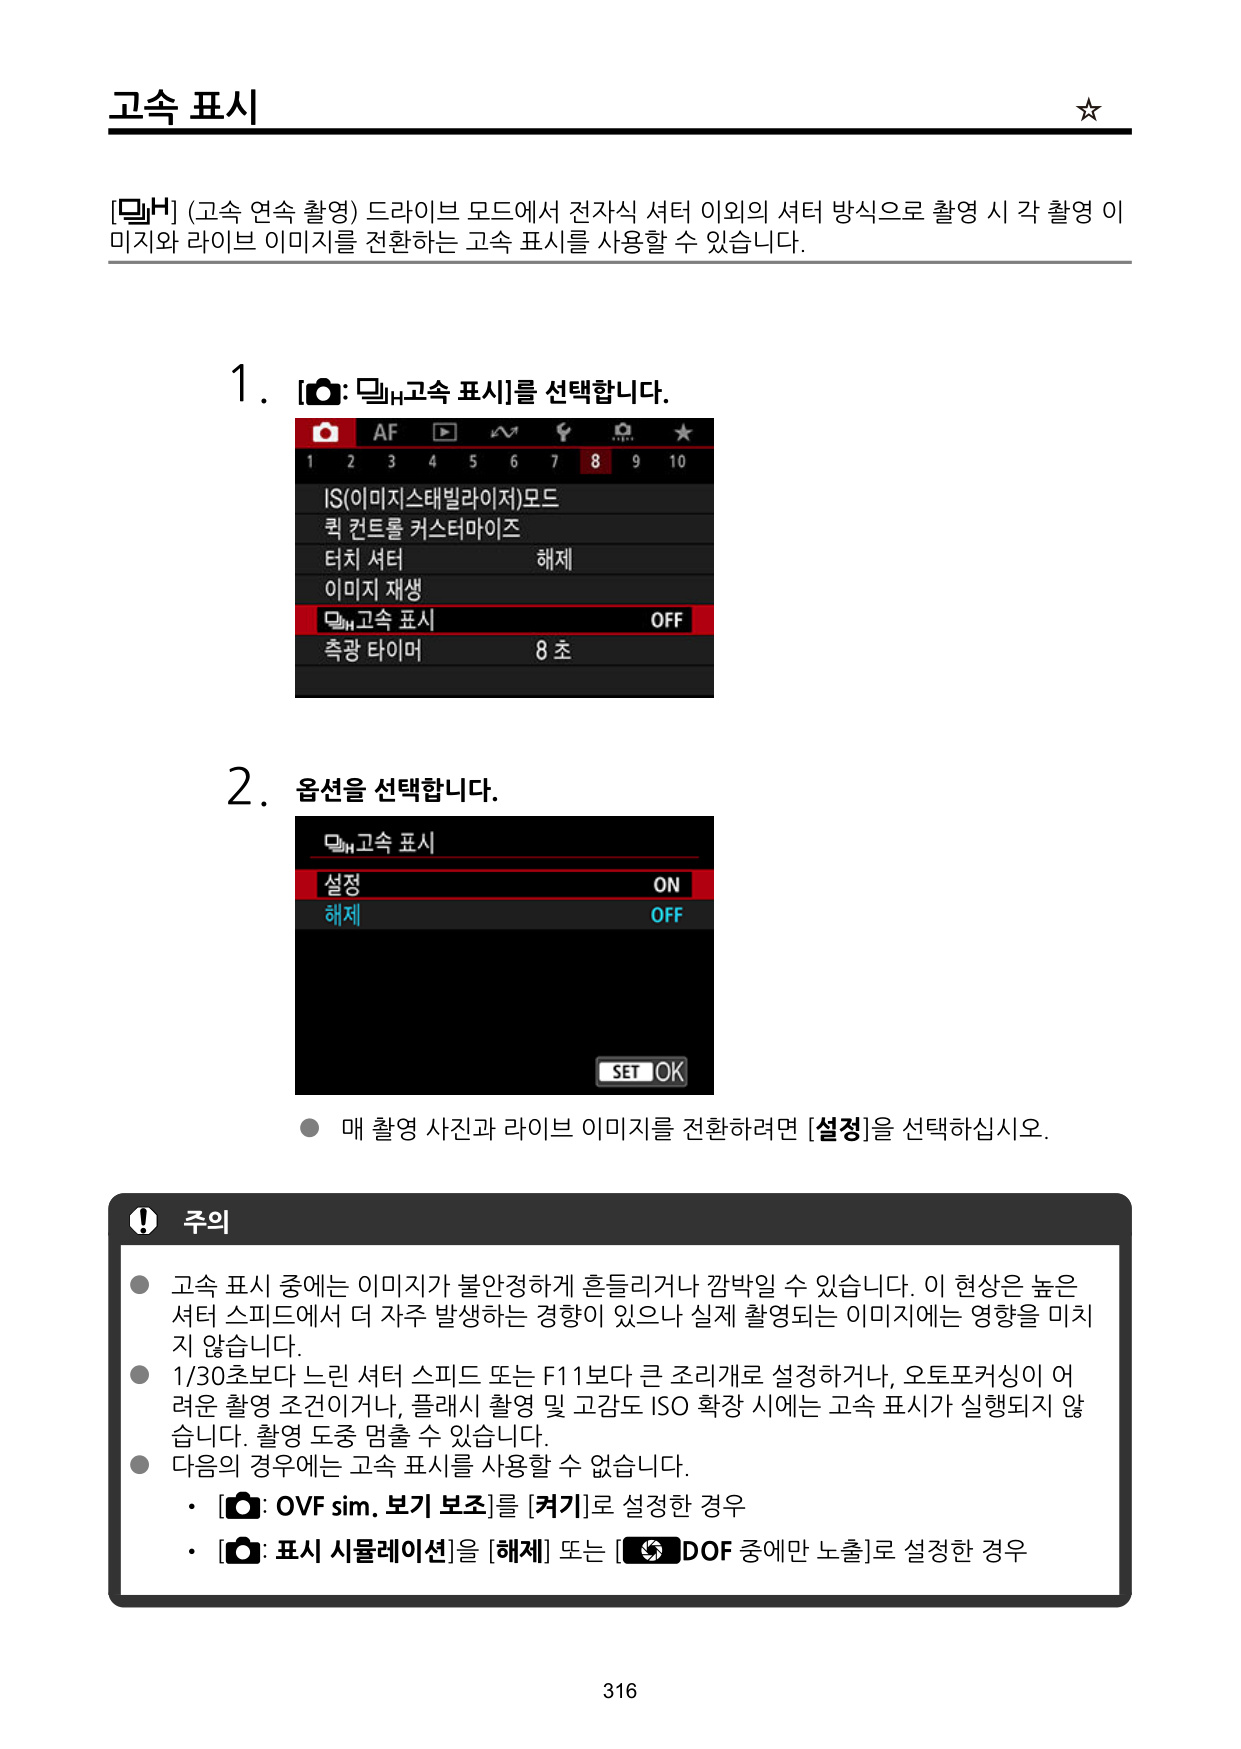 고속 표시 ☆
[H] (고속 연속 촬영) 드라이브 모드에서 전자식 셔터 이외의 셔터 방식으로 촬영 시 각 촬영 이
미지와 라이브 이미지를 전환하는 고속 표시를 사용할 수 있습니다.
1. [: H고속 표시]를 선택합니다.
AF
1 2 3 4 5 6 7 8 9 10
IS(이미지스태빌라이저)모드
퀵 컨트롤 커스터마이즈
터치 셔터 해제
이미지 재생
H고속 표시 OFF
측광 타이머 8 초
2. 옵션을 선택합니다.
H고속 표시
설정 ON
해제 OFF
SET OK
● 매 촬영 사진과 라이브 이미지를 전환하려면 [설정]을 선택하십시오.
주의
● 고속 표시 중에는 이미지가 불안정하게 흔들리거나 깜박일 수 있습니다. 이 현상은 높은
셔터 스피드에서 더 자주 발생하는 경향이 있으나 실제 촬영되는 이미지에는 영향을 미치
지 않습니다.
● 1/30초보다 느린 셔터 스피드 또는 F11보다 큰 조리개로 설정하거나, 오토포커싱이 어
려운 촬영 조건이거나, 플래시 촬영 및 고감도 ISO 확장 시에는 고속 표시가 실행되지 않
습니다. 촬영 도중 멈출 수 있습니다.
● 다음의 경우에는 고속 표시를 사용할 수 없습니다.
• [: OVF sim. 보기 보조]를 [켜기]로 설정한 경우
• [: 표시 시뮬레이션]을 [해제] 또는 [DOF 중에만 노출]로 설정한 경우
316